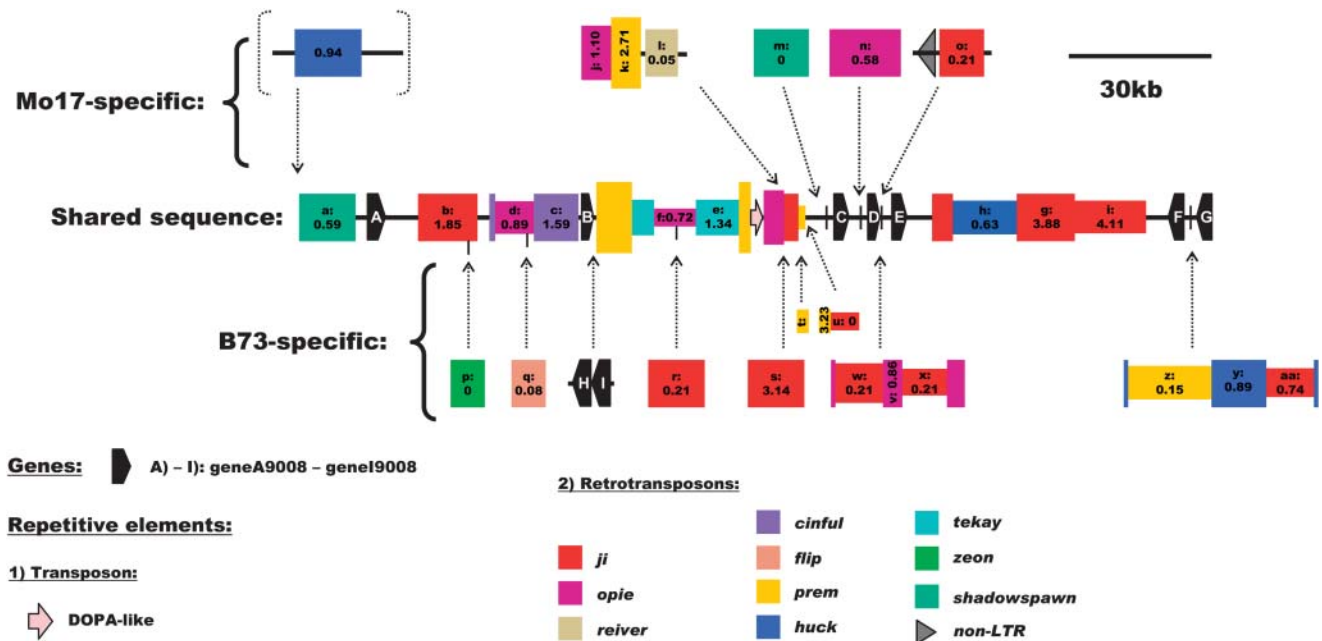 0.94
j: 1.10
k: 2.71
l:
0.05
m:
0
n:
0.58
o:
0.21
30kb
Mo17-specific:
Shared sequence:
a:
0.59
A
b:
1.85
d:
0.89
c:
1.59
B
f:0.72
e:
1.34
C
D
E
h:
0.63
g:
3.88
i:
4.11
F
G
B73-specific:
t:
3.23
u: 0
p:
0
q:
0.08
H
I
r:
0.21
s:
3.14
w:
0.21
v: 0.86
x:
0.21
z:
0.15
y:
0.89
aa:
0.74
Genes:
A) – I): geneA9008 – geneI9008
Repetitive elements:
1) Transposon:
DOPA-like
2) Retrotransposons:
ji
opie
reiver
cinful
flip
prem
huck
tekay
zeon
shadowspawn
non-LTR